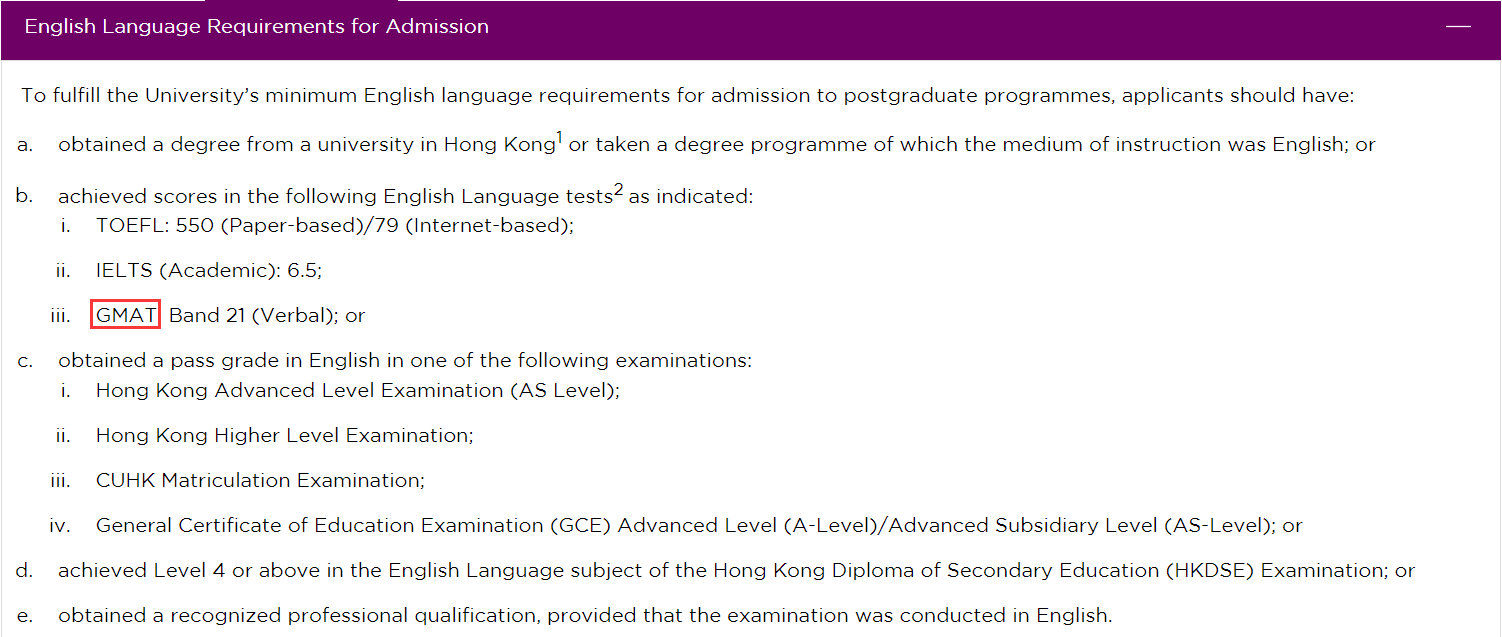 English Language Requirements for Admission
To fulfill the University’s minimum English language requirements for admission to postgraduate programmes, applicants should have:
a. obtained a degree from a university in Hong Kong1 or taken a degree programme of which the medium of instruction was English; or
b. achieved scores in the following English Language tests2 as indicated:
i. TOEFL: 550 (Paper-based)/79 (Internet-based);
ii. IELTS (Academic): 6.5;
iii. GMAT Band 21 (Verbal); or
c. obtained a pass grade in English in one of the following examinations:
i. Hong Kong Advanced Level Examination (AS Level);
ii. Hong Kong Higher Level Examination;
iii. CUHK Matriculation Examination;
iv. General Certificate of Education Examination (GCE) Advanced Level (A-Level)/Advanced Subsidiary Level (AS-Level); or
d. achieved Level 4 or above in the English Language subject of the Hong Kong Diploma of Secondary Education (HKDSE) Examination; or
e. obtained a recognized professional qualification, provided that the examination was conducted in English.